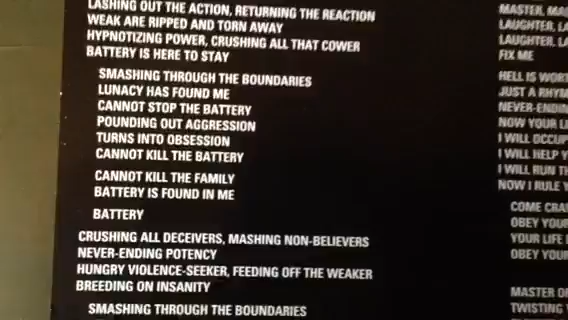 LASHING OUT THE ACTION, RETURNING THE REACTION
WEAK ARE RIPPED AND TORN AWAY
HYPNOTIZING POWER, CRUSHING ALL THAT COWER
BATTERY IS HERE TO STAY
SMASHING THROUGH THE BOUNDARIES
LUNACY HAS FOUND ME
CANNOT STOP THE BATTERY
POUNDING OUT AGGRESSION
TURNS INTO OBSESSION
CANNOT KILL THE BATTERY
CANNOT KILL THE FAMILY
BATTERY IS FOUND IN ME
BATTERY
CRUSHING ALL DECEIVERS, MASHING NON-BELIEVERS
NEVER-ENDING POTENCY
HUNGRY VIOLENCE-SEEKER, FEEDING OFF THE WEAKER
BREEDING ON INSANITY
SMASHING THROUGH THE BOUNDARIES
MASTER, MA
LAUGHTER, LA
LAUGHTER, LA
FIX ME
HELL IS WORT
JUST A RHYM
NEVER-ENDIN
NOW YOUR LI
I WILL OCCUP
I WILL HELP Y
I WILL RUN TH
NOW I RULE Y
COME CRA
OBEY YOUR
YOUR LIFE
OBEY YOUR
MASTER OF
TWISTING